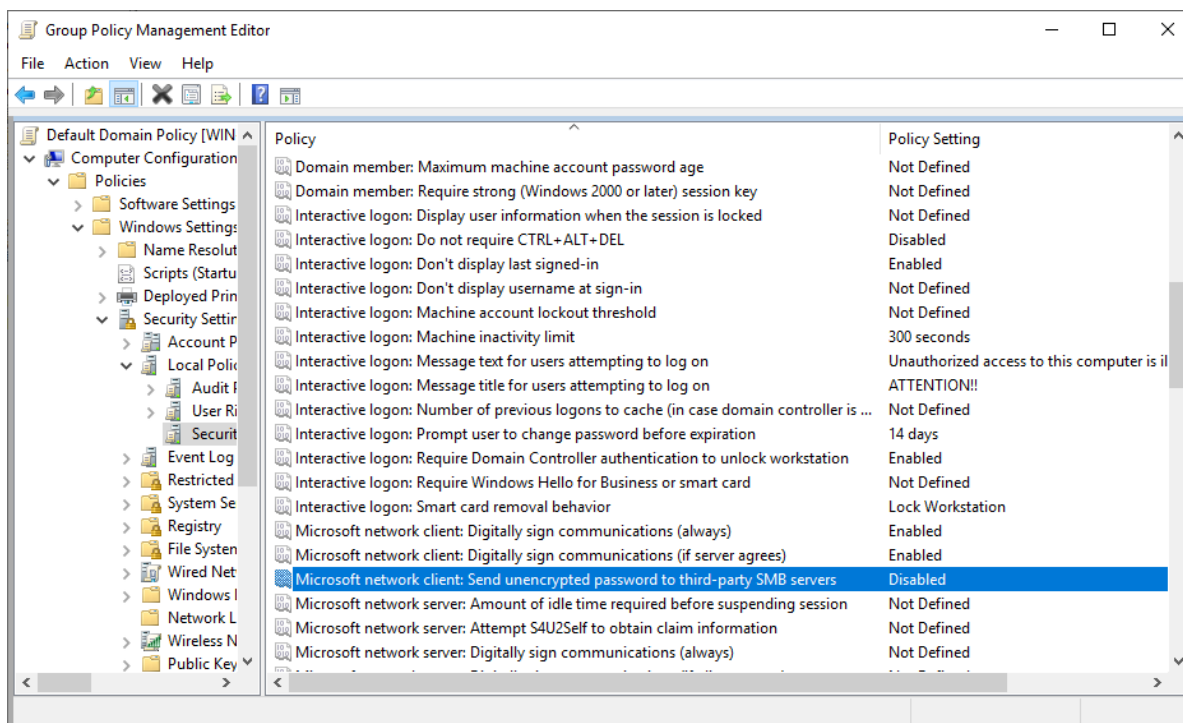 Group Policy Management Editor
File Action View Help
Default Domain Policy [WIN
Computer Configuration
Policies
Software Settings
Windows Settings
Name Resolut
Scripts (Startu
Deployed Prin
Security Settin
Account P
Local Polic
Audit P
User Ri
Securit
Event Log
Restricted
System Se
Registry
File System
Wired Net
Windows
Network L
Wireless N
Public Key
Policy Policy Setting
Domain member: Maximum machine account password age Not Defined
Domain member: Require strong (Windows 2000 or later) session key Not Defined
Interactive logon: Display user information when the session is locked Not Defined
Interactive logon: Do not require CTRL+ALT+DEL Disabled
Interactive logon: Don't display last signed-in Enabled
Interactive logon: Don't display username at sign-in Not Defined
Interactive logon: Machine account lockout threshold Not Defined
Interactive logon: Machine inactivity limit 300 seconds
Interactive logon: Message text for users attempting to log on Unauthorized access to this computer is il
Interactive logon: Message title for users attempting to log on ATTENTION!!
Interactive logon: Number of previous logons to cache (in case domain controller is ... Not Defined
Interactive logon: Prompt user to change password before expiration 14 days
Interactive logon: Require Domain Controller authentication to unlock workstation Enabled
Interactive logon: Require Windows Hello for Business or smart card Not Defined
Interactive logon: Smart card removal behavior Lock Workstation
Microsoft network client: Digitally sign communications (always) Enabled
Microsoft network client: Digitally sign communications (if server agrees) Enabled
Microsoft network client: Send unencrypted password to third-party SMB servers Disabled
Microsoft network server: Amount of idle time required before suspending session Not Defined
Microsoft network server: Attempt S4U2Self to obtain claim information Not Defined
Microsoft network server: Digitally sign communications (always) Not Defined